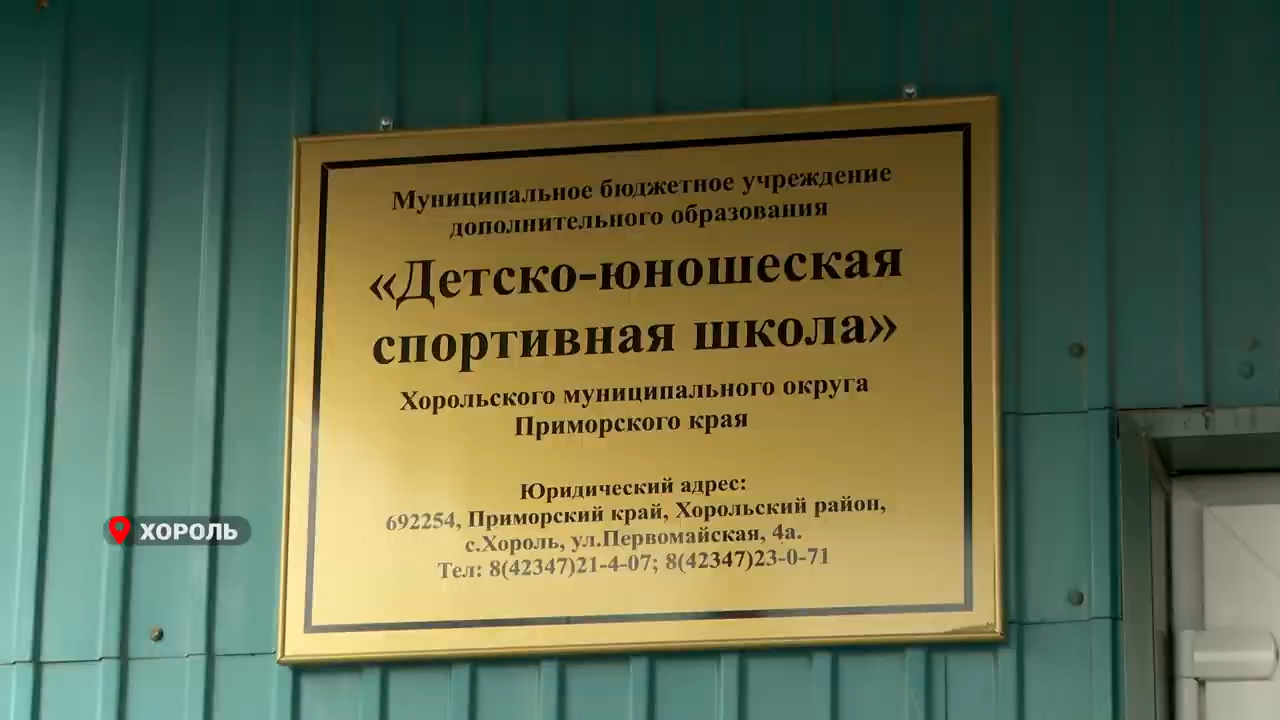 Муниципальное бюджетное учреждение
дополнительного образования
«Детско-юношеская
спортивная школа»
Хорольского муниципального округа
Приморского края
Юридический адрес:
692254, Приморский край, Хорольский район,
с.Хороль, ул.Первомайская, 4а.
Тел: 8(42347)21-4-07; 8(42347)23-0-71
ХОРОЛЬ